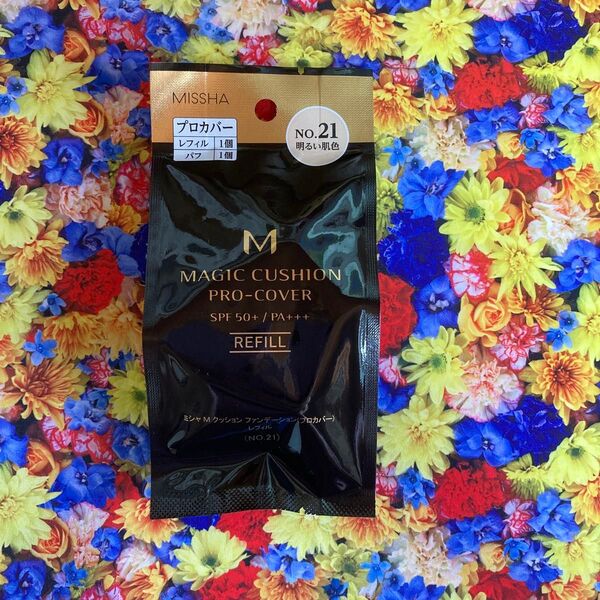 MISSHA
プロカバー
レフィル 1個
パフ 1個
NO.21
明るい肌色
M
MAGIC CUSHION
PRO-COVER
SPF 50+ / PA+++
REFILL
ミシャ M クッション ファンデーション(プロカバー)
レフィル
(NO.21)